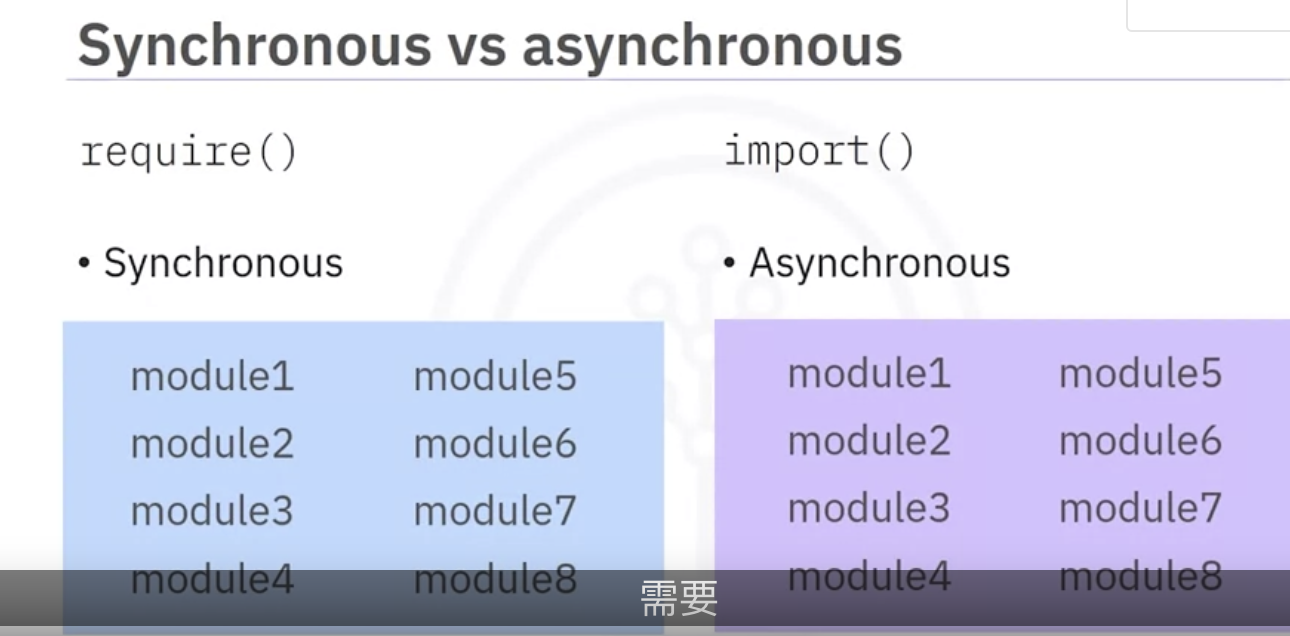 Synchronous vs asynchronous
require()
import()
• Synchronous
• Asynchronous
module1 module5
module2 module6
module3 module7
module4 module8
module1 module5
module2 module6
module3 module7
module4 module8
需要